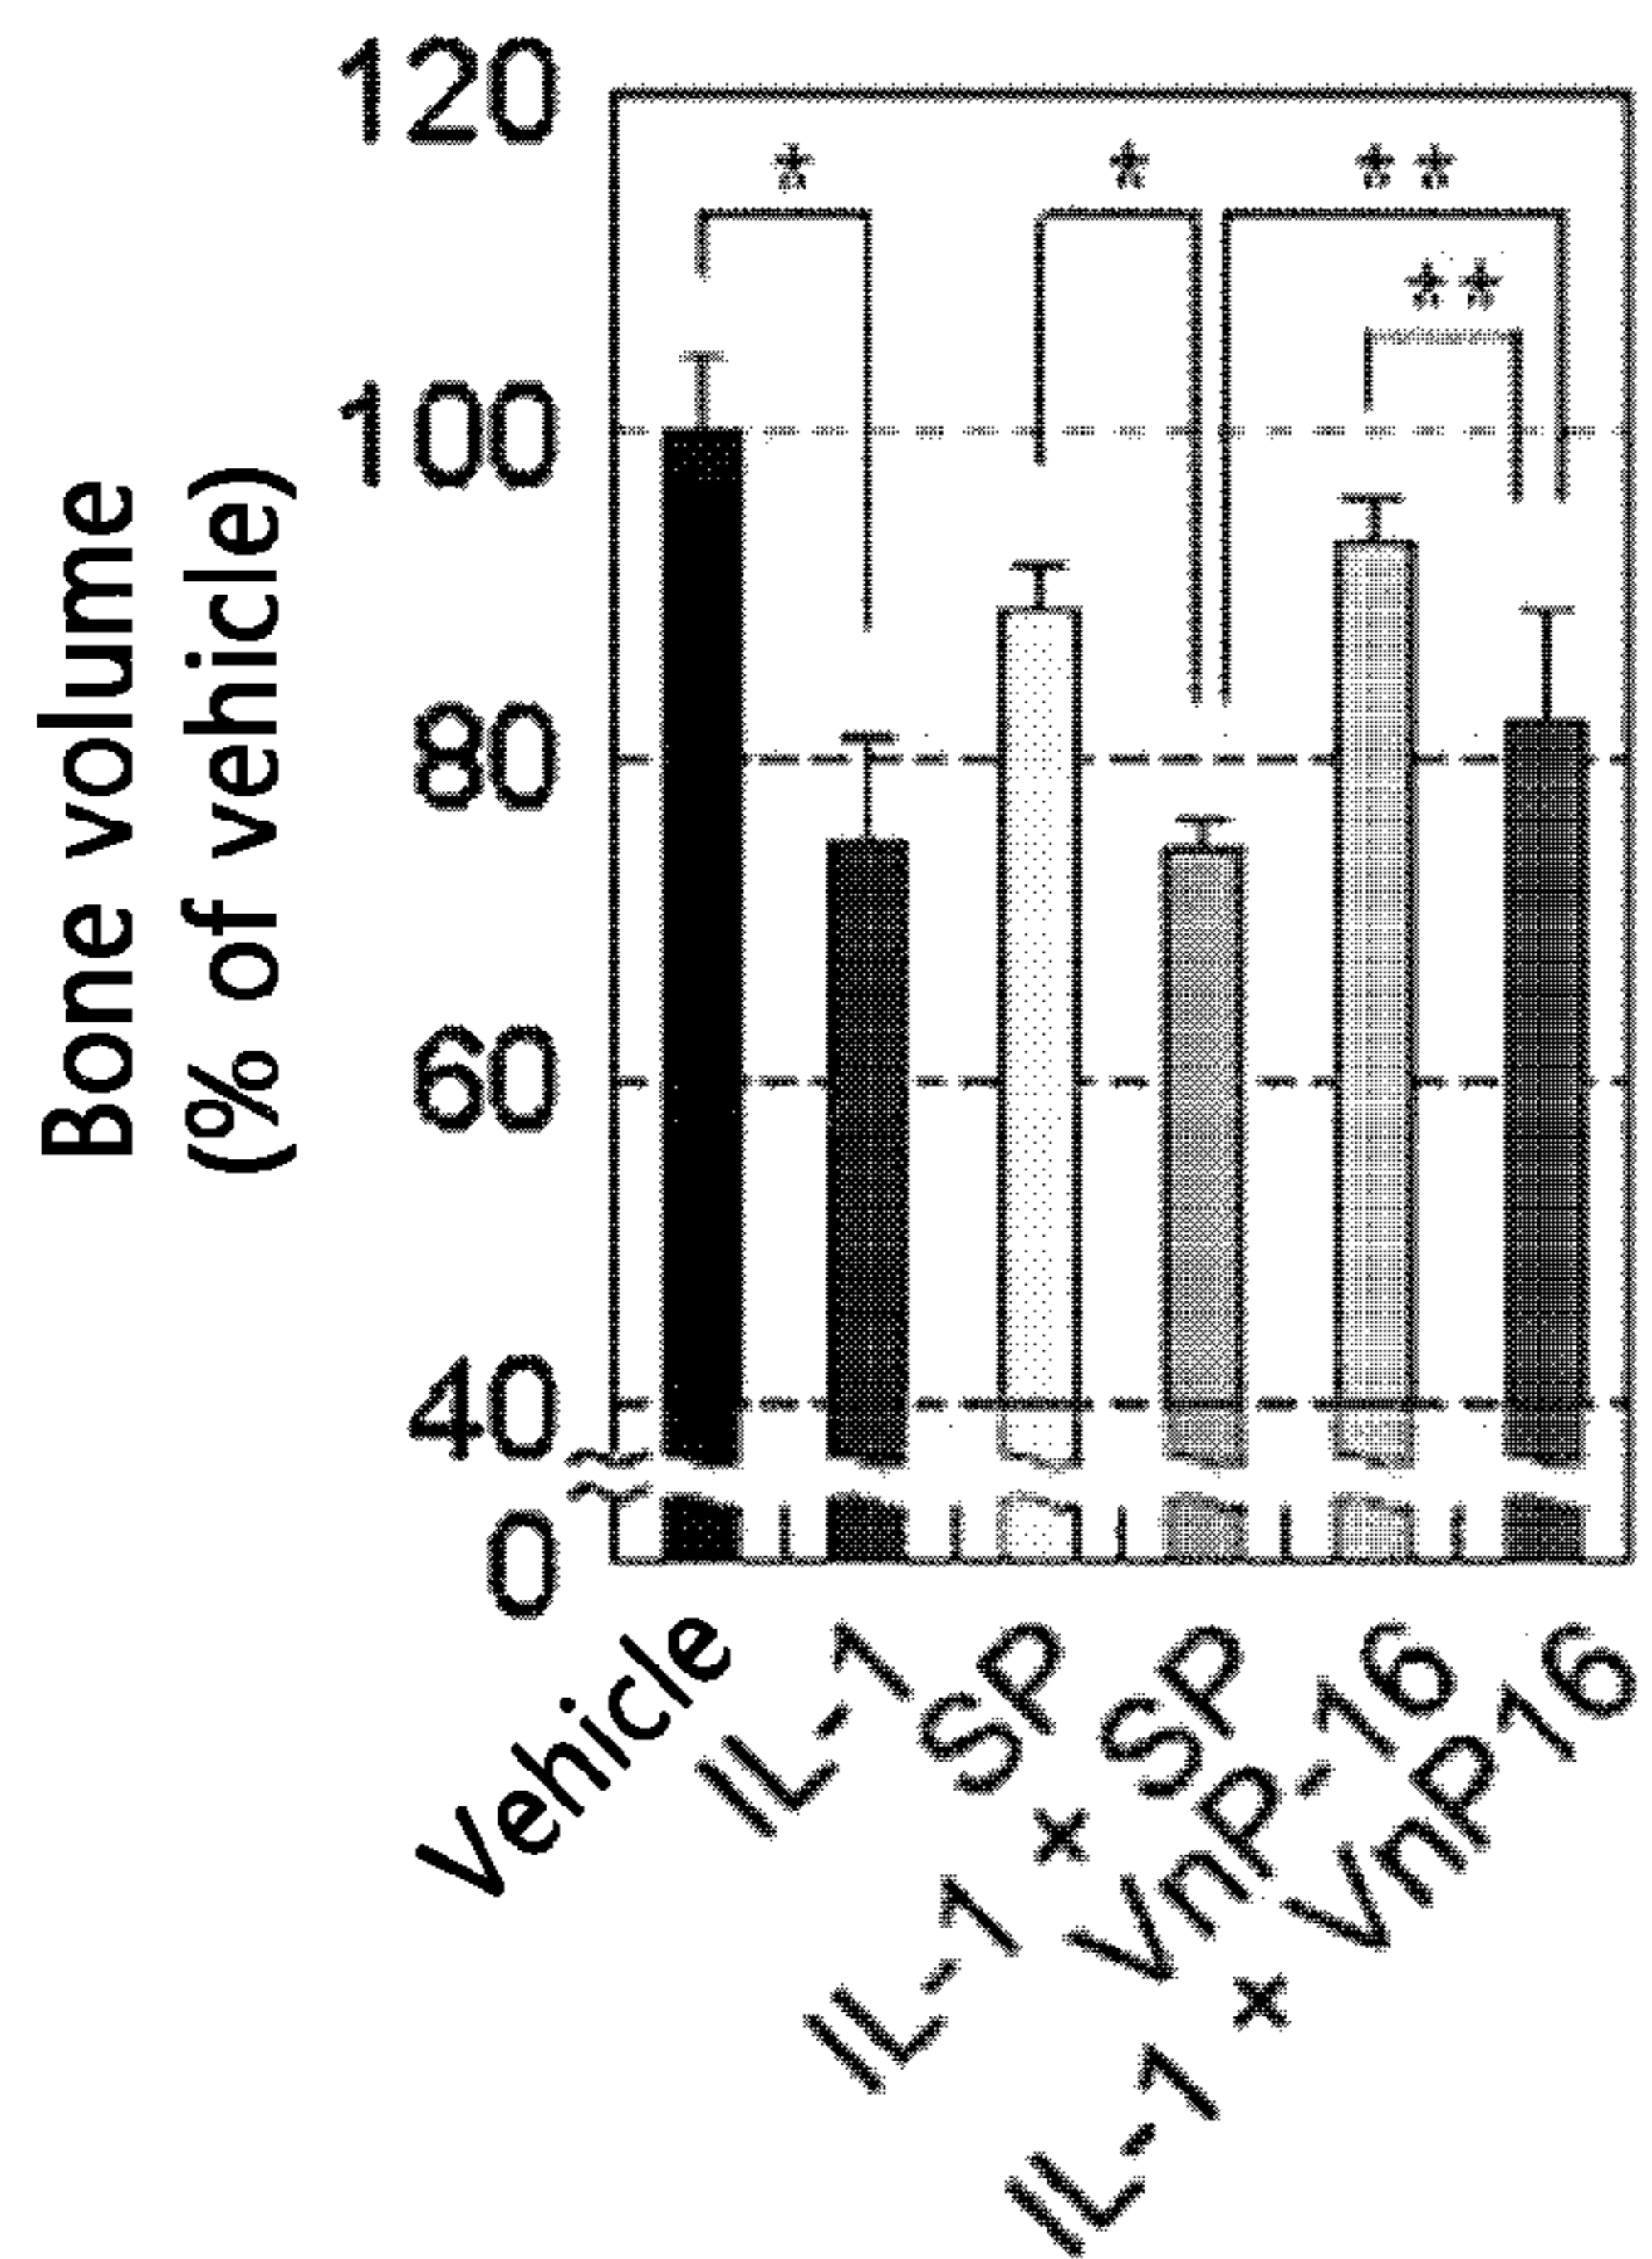 Bone volume
(% of vehicle)
120
100
80
60
40
0
*
*
**
**
Vehicle
IL-1
SP
IL-1 + SP
VnP-16
IL-1 + VnP16